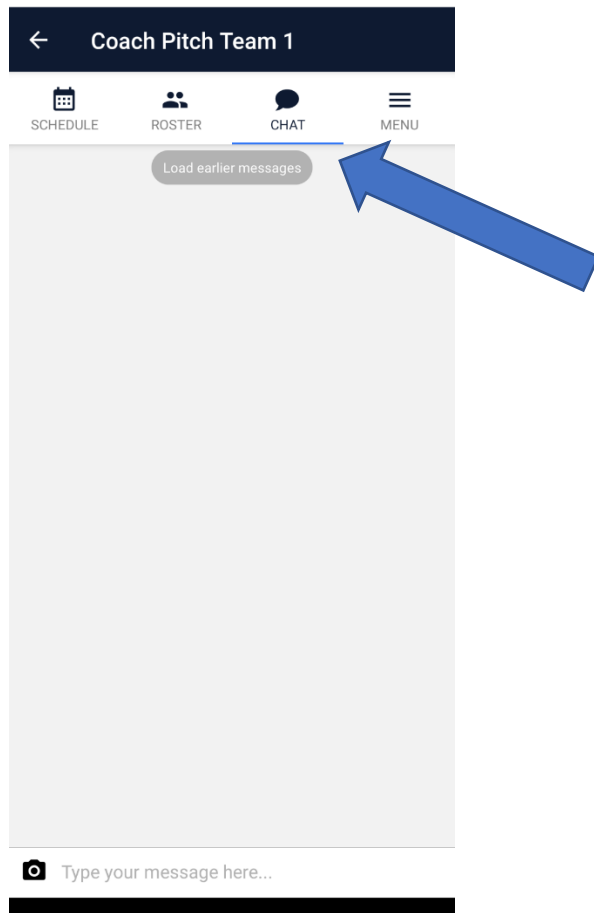 Coach Pitch Team 1
SCHEDULE ROSTER CHAT MENU
Load earlier messages
Type your message here...